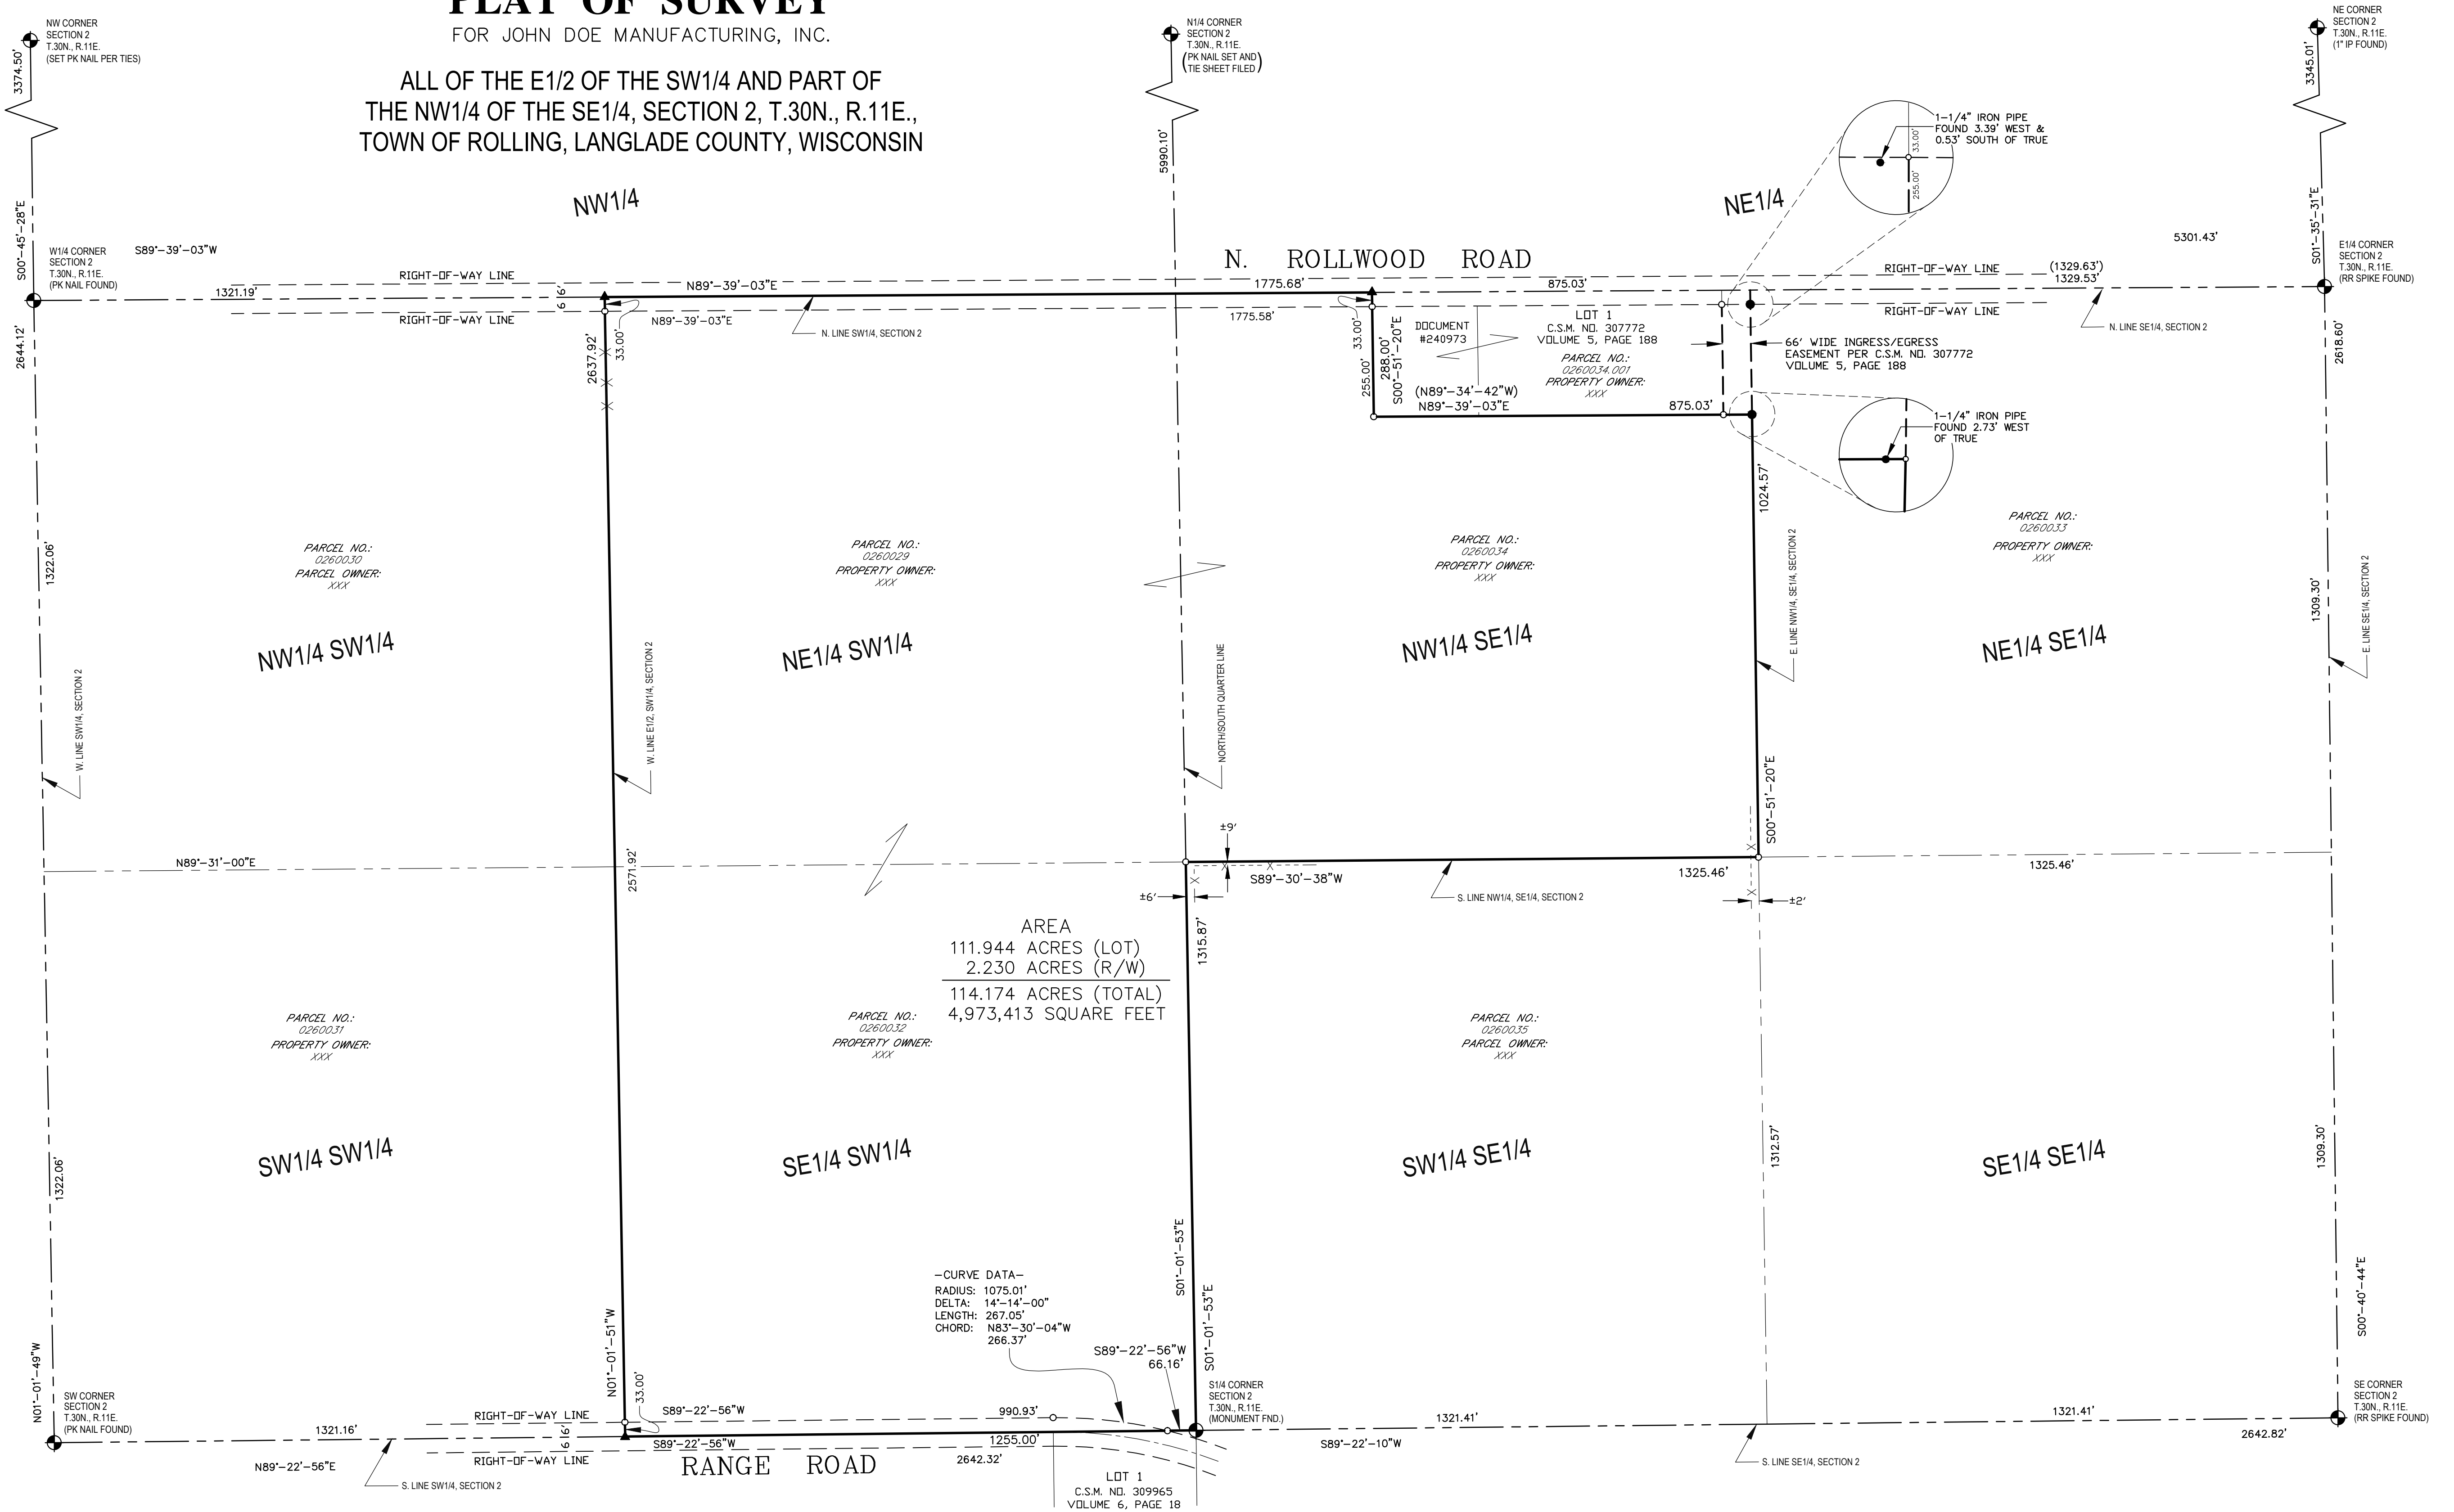 PLAT OF SURVEY
FOR JOHN DOE MANUFACTURING, INC.
ALL OF THE E1/2 OF THE SW1/4 AND PART OF
THE NW1/4 OF THE SE1/4, SECTION 2, T.30N., R.11E.,
TOWN OF ROLLING, LANGLADE COUNTY, WISCONSIN
NW CORNER
SECTION 2
T.30N., R.11E.
(SET PK NAIL PER TIES)
3374.50'
N1/4 CORNER
SECTION 2
T.30N., R.11E.
(PK NAIL SET AND
TIE SHEET FILED)
5990.10'
NE CORNER
SECTION 2
T.30N., R.11E.
(1" IP FOUND)
3345.01'
1-1/4" IRON PIPE
FOUND 3.39' WEST &
0.53' SOUTH OF TRUE
33.00'
255.00'
NW1/4
NE1/4
S00°-45'-28"E
S01°-35'-31"E
W1/4 CORNER
SECTION 2
T.30N., R.11E.
(PK NAIL FOUND)
S89°-39'-03"W
N. ROLLWOOD ROAD
5301.43'
E1/4 CORNER
SECTION 2
T.30N., R.11E.
(RR SPIKE FOUND)
RIGHT-OF-WAY LINE
RIGHT-OF-WAY LINE
(1329.63')
1321.19'
66'
N89°-39'-03"E
1775.68'
875.03'
1329.53'
RIGHT-OF-WAY LINE
N89°-39'-03"E
1775.58'
RIGHT-OF-WAY LINE
N. LINE SW1/4, SECTION 2
N. LINE SE1/4, SECTION 2
2644.12'
2637.92'
33.00'
33.00'
255.00'
288.00'
S00°-51'-20"E
DOCUMENT
#240973
LOT 1
C.S.M. NO. 307772
VOLUME 5, PAGE 188
PARCEL NO.:
0260034.001
PROPERTY OWNER:
XXX
66' WIDE INGRESS/EGRESS
EASEMENT PER C.S.M. NO. 307772
VOLUME 5, PAGE 188
2618.60'
(N89°-34'-42"W)
N89°-39'-03"E
875.03'
1-1/4" IRON PIPE
FOUND 2.73' WEST
OF TRUE
1024.57'
1322.06'
PARCEL NO.:
0260030
PARCEL OWNER:
XXX
PARCEL NO.:
0260029
PROPERTY OWNER:
XXX
PARCEL NO.:
0260034
PROPERTY OWNER:
XXX
PARCEL NO.:
0260033
PROPERTY OWNER:
XXX
1309.30'
NW1/4 SW1/4
NE1/4 SW1/4
NW1/4 SE1/4
NE1/4 SE1/4
W. LINE SW1/4, SECTION 2
W. LINE E1/2, SW1/4, SECTION 2
NORTH/SOUTH QUARTER LINE
E. LINE NW1/4, SE1/4, SECTION 2
E. LINE SE1/4, SECTION 2
S00°-51'-20"E
N89°-31'-00"E
2571.92'
±9'
S89°-30'-38"W
1325.46'
1325.46'
±6'
S. LINE NW1/4, SE1/4, SECTION 2
±2'
1315.87'
AREA
111.944 ACRES (LOT)
2.230 ACRES (R/W)
114.174 ACRES (TOTAL)
4,973,413 SQUARE FEET
PARCEL NO.:
0260031
PROPERTY OWNER:
XXX
PARCEL NO.:
0260032
PROPERTY OWNER:
XXX
PARCEL NO.:
0260035
PARCEL OWNER:
XXX
1322.06'
SW1/4 SW1/4
SE1/4 SW1/4
SW1/4 SE1/4
SE1/4 SE1/4
1312.57'
1309.30'
S01°-01'-53"E
S01°-01'-53"E
-CURVE DATA-
RADIUS: 1075.01'
DELTA: 14°-14'-00"
LENGTH: 267.05'
CHORD: N83°-30'-04"W
266.37'
S89°-22'-56"W
66.16'
N01°-01'-49"W
N01°-01'-51"W
S00°-40'-44"E
SW CORNER
SECTION 2
T.30N., R.11E.
(PK NAIL FOUND)
S1/4 CORNER
SECTION 2
T.30N., R.11E.
(MONUMENT FND.)
SE CORNER
SECTION 2
T.30N., R.11E.
(RR SPIKE FOUND)
33.00'
RIGHT-OF-WAY LINE
S89°-22'-56"W
990.93'
1321.16'
66'
S89°-22'-56"W
1255.00'
1321.41'
1321.41'
N89°-22'-56"E
RIGHT-OF-WAY LINE
RANGE ROAD
2642.32'
S89°-22'-10"W
2642.82'
S. LINE SW1/4, SECTION 2
S. LINE SE1/4, SECTION 2
LOT 1
C.S.M. NO. 309965
VOLUME 6, PAGE 18